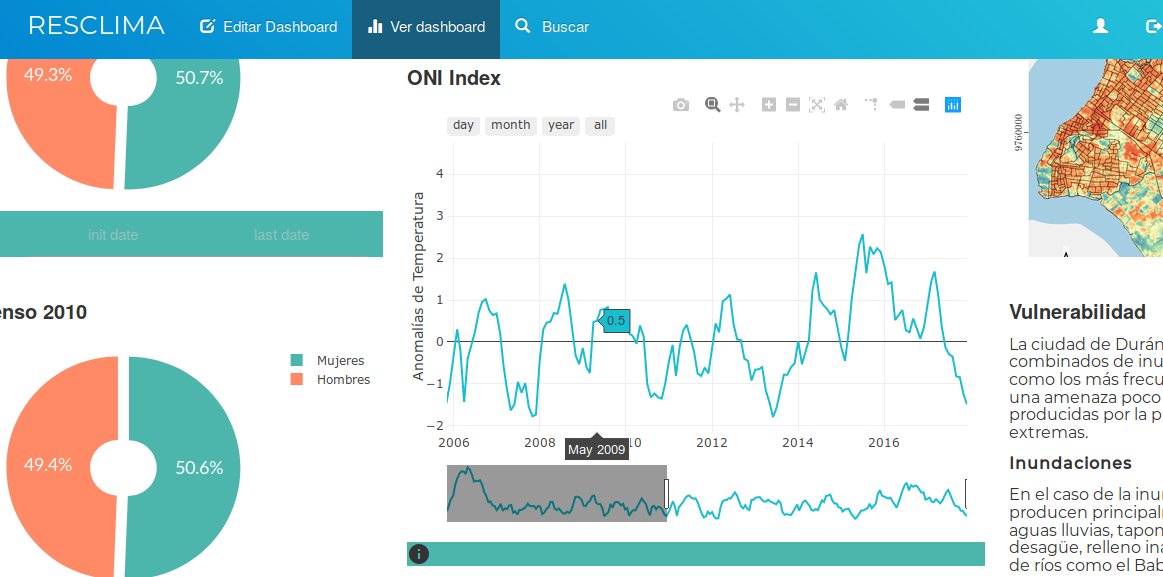 RESCLIMA
Editar Dashboard
Ver dashboard
Buscar
49.3%
50.7%
init date
last date
enso 2010
Mujeres
Hombres
49.4%
50.6%
ONI Index
day
month
year
all
Anomalías de Temperatura
4
3
2
1
0
−1
−2
0.5
2006
2008
10
2012
2014
2016
May 2009
i
9760000
Vulnerabilidad
La ciudad de Durán
combinados de inu
como los más frecu
una amenaza poco
producidas por la p
extremas.
Inundaciones
En el caso de la inu
producen principal
aguas lluvias, tapon
desagüe, relleno ina
de ríos como el Bab